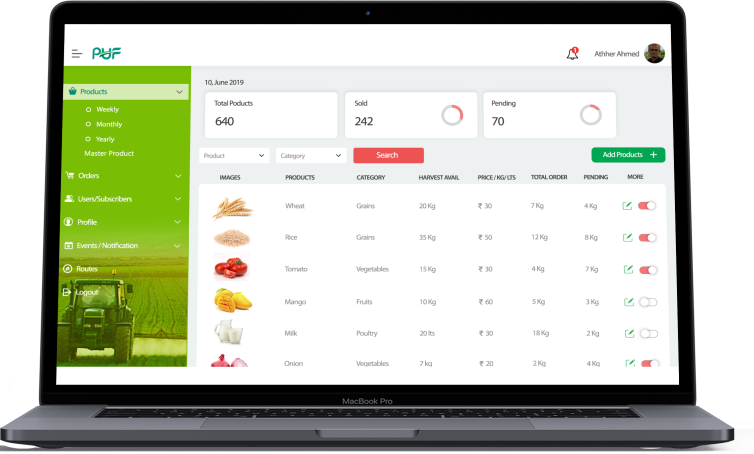 PUF
1
Athher Ahmed
Products
Weekly
Monthly
Yearly
Master Product
Orders
Users/Subscribers
Profile
Events / Notification
Routes
Logout
10, June 2019
Total Poducts
640
Sold
242
Pending
70
Product
Category
Search
Add Products +
IMAGES PRODUCTS CATEGORY HARVEST AVAIL PRICE / KG/ LTS TOTAL ORDER PENDING MORE
Wheat Grains 20 Kg ₹ 30 7 Kg 4 Kg
Rice Grains 35 Kg ₹ 50 12 Kg 8 Kg
Tomato Vegetables 15 Kg ₹ 30 4 Kg 7 Kg
Mango Fruits 10 Kg ₹ 60 5 Kg 3 Kg
Milk Poultry 20 lts ₹ 30 18 Kg 2 Kg
Onion Vegetables 7 kg ₹ 20 2 Kg 4 Kg
MacBook Pro